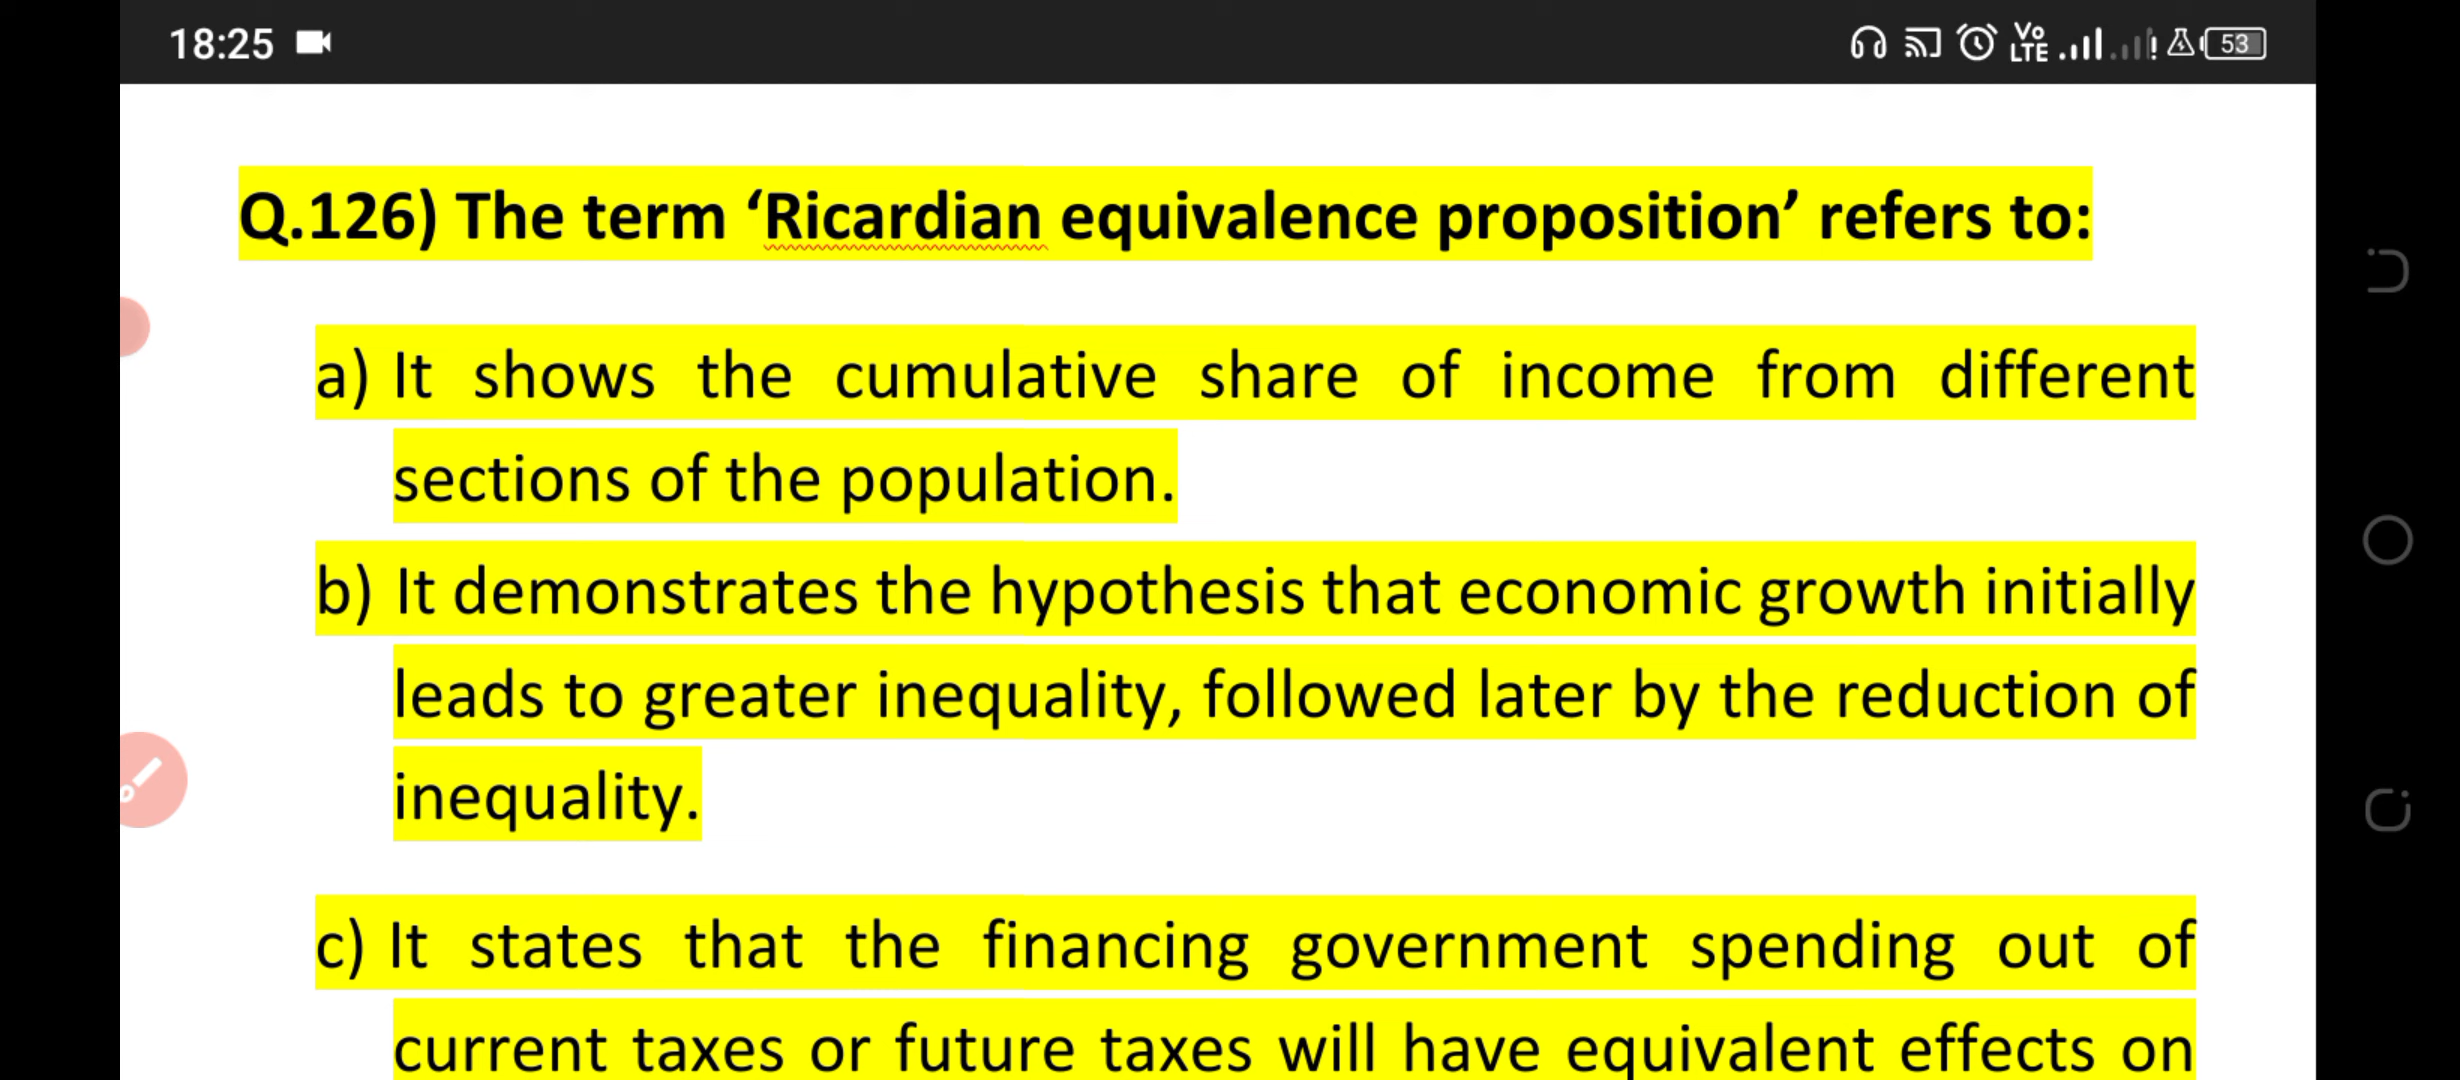 18:25
Vo
LTE
53
Q.126) The term ‘Ricardian equivalence proposition’ refers to:
a) It shows the cumulative share of income from different
sections of the population.
b) It demonstrates the hypothesis that economic growth initially
leads to greater inequality, followed later by the reduction of
inequality.
c) It states that the financing government spending out of
current taxes or future taxes will have equivalent effects on